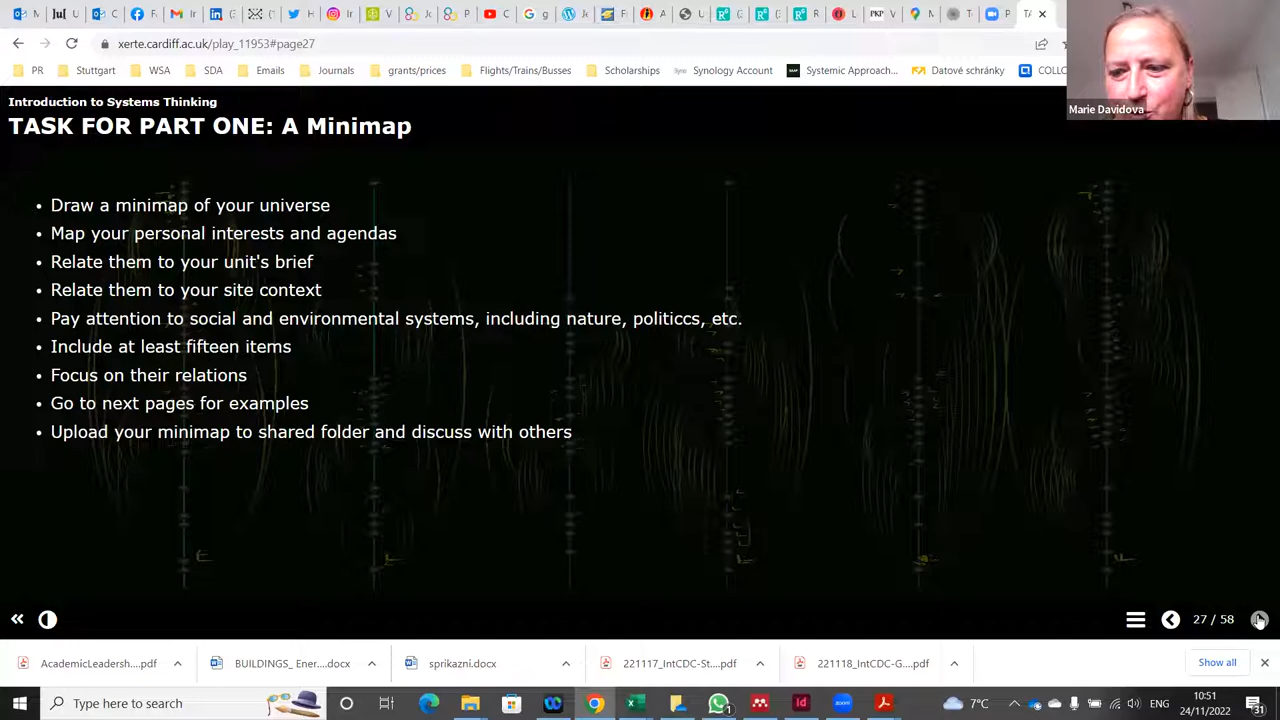 xerte.cardiff.ac.uk/play_11953#page27
PR
Stuttgart
WSA
SDA
Emails
Journals
grants/prices
Flights/Trains/Busses
Scholarships
Synology Account
Systemic Approach...
Datové schránky
Marie Davidova
Introduction to Systems Thinking
TASK FOR PART ONE: A Minimap
• Draw a minimap of your universe
• Map your personal interests and agendas
• Relate them to your unit's brief
• Relate them to your site context
• Pay attention to social and environmental systems, including nature, politiccs, etc.
• Include at least fifteen items
• Focus on their relations
• Go to next pages for examples
• Upload your minimap to shared folder and discuss with others
27 / 58
AcademicLeadersh....pdf
BUILDINGS_ Ener....docx
sprikazni.docx
221117_IntCDC-St....pdf
221118_IntCDC-G....pdf
Show all
Type here to search
7°C
ENG
10:51
24/11/2022
31